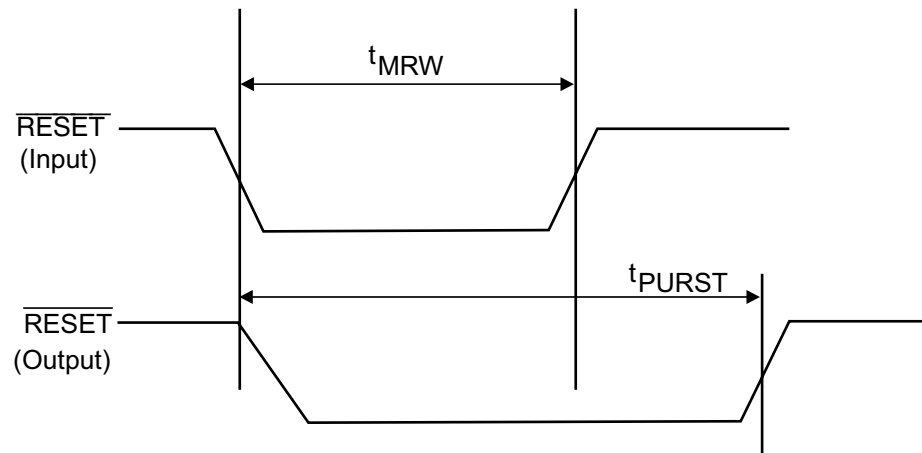 tMRW
RESET
(Input)
tPURST
RESET
(Output)